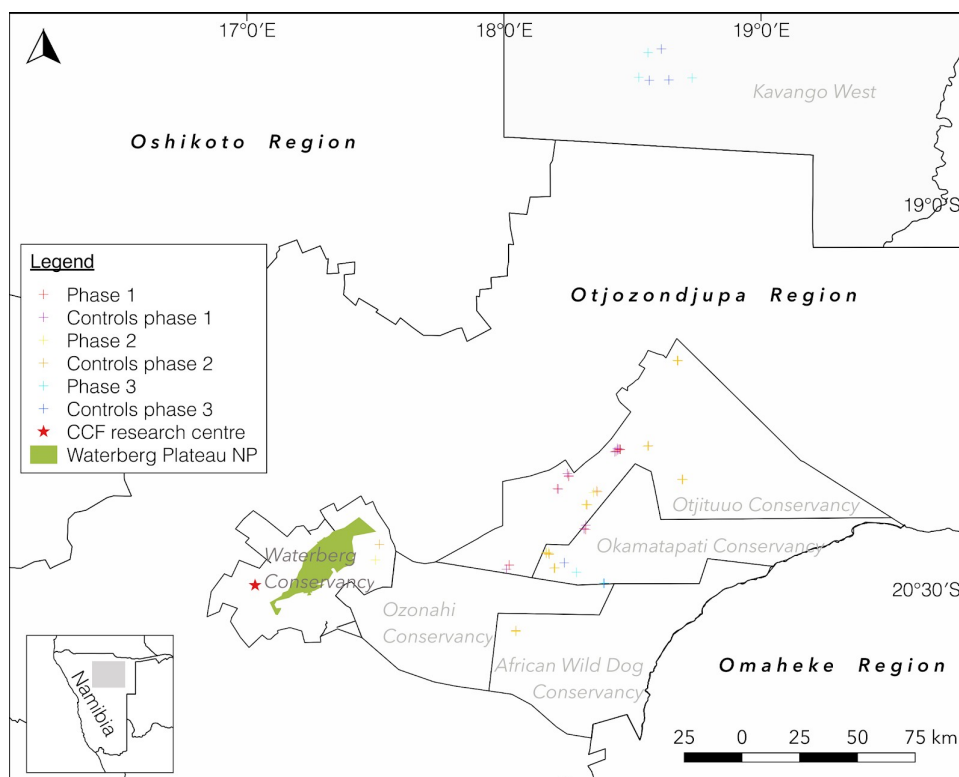 17°0′E
18°0′E
19°0′E
Kavango West
Oshikoto Region
19°0′S
Legend
Phase 1
Controls phase 1
Phase 2
Controls phase 2
Phase 3
Controls phase 3
CCF research centre
Waterberg Plateau NP
Otjozondjupa Region
Otjituuo Conservancy
Okamatapati Conservancy
Waterberg
Conservancy
20°30′S
Ozonahi
Conservancy
African Wild Dog
Conservancy
Omaheke Region
Namibia
25 0 25 50 75 km